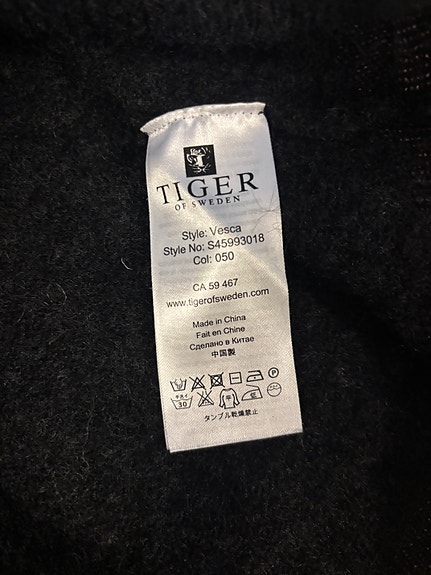 TIGER
OF SWEDEN
Style: Vesca
Style No: S45993018
Col: 050
CA 59 467
www.tigerofsweden.com
Made in China
Fait en Chine
Сделано в Китае
中国製
P
30
タンブル乾燥禁止